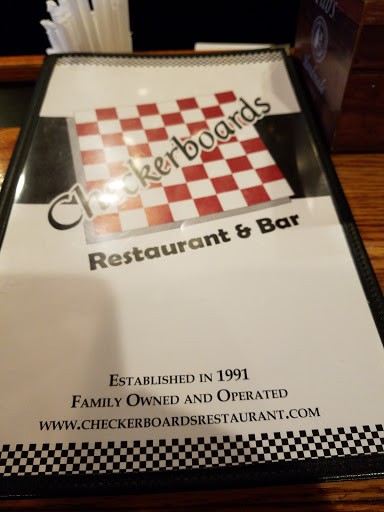 Checkerboards
Restaurant & Bar
Established in 1991
Family Owned and Operated
www.checkerboardsrestaurant.com